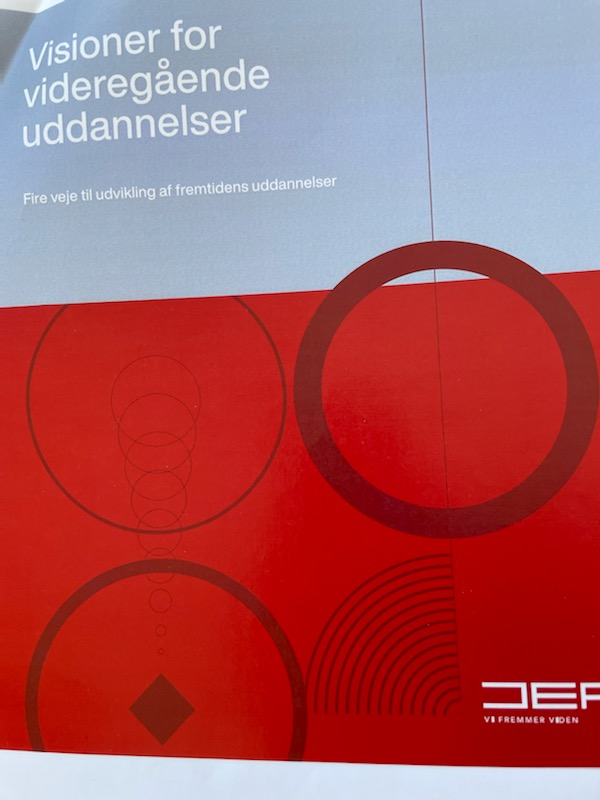 Visioner for
videregående
uddannelser
Fire veje til udvikling af fremtidens uddannelser
VI FREMMER VIDEN